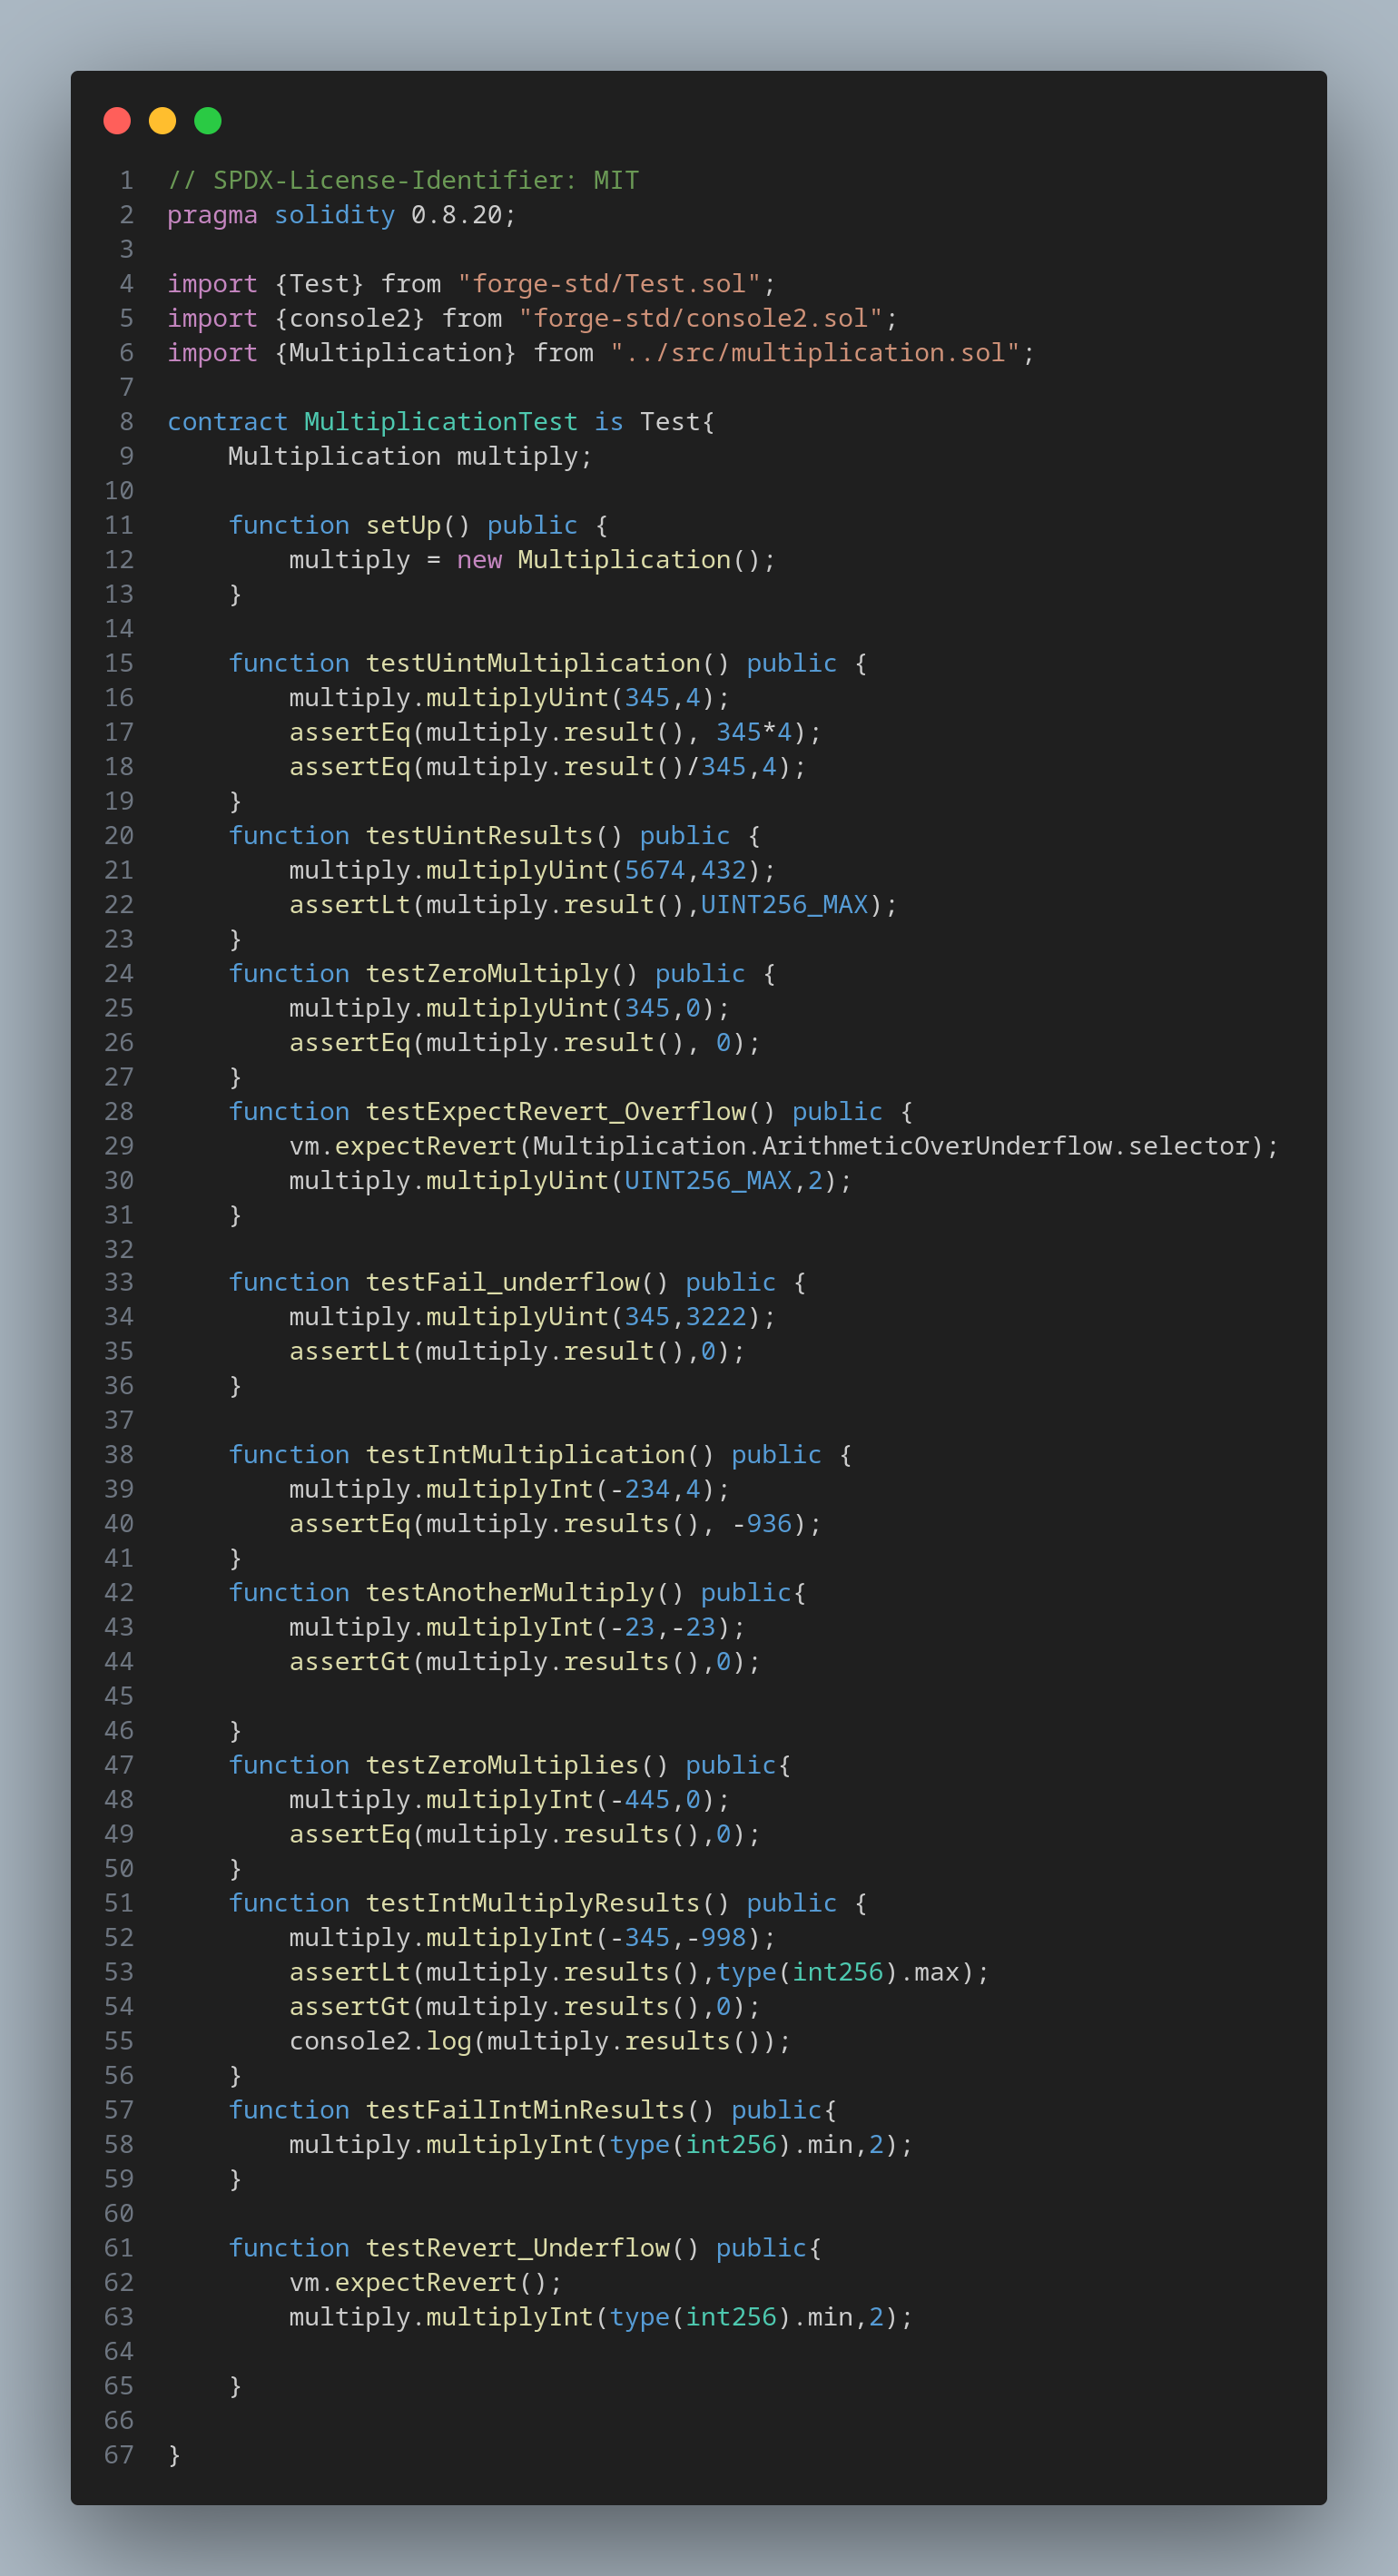 1 // SPDX-License-Identifier: MIT
2 pragma solidity 0.8.20;
3
4 import {Test} from "forge-std/Test.sol";
5 import {console2} from "forge-std/console2.sol";
6 import {Multiplication} from "../src/multiplication.sol";
7
8 contract MultiplicationTest is Test{
9     Multiplication multiply;
10
11     function setUp() public {
12         multiply = new Multiplication();
13     }
14
15     function testUintMultiplication() public {
16         multiply.multiplyUint(345,4);
17         assertEq(multiply.result(), 345*4);
18         assertEq(multiply.result()/345,4);
19     }
20     function testUintResults() public {
21         multiply.multiplyUint(5674,432);
22         assertLt(multiply.result(),UINT256_MAX);
23     }
24     function testZeroMultiply() public {
25         multiply.multiplyUint(345,0);
26         assertEq(multiply.result(), 0);
27     }
28     function testExpectRevert_Overflow() public {
29         vm.expectRevert(Multiplication.ArithmeticOverUnderflow.selector);
30         multiply.multiplyUint(UINT256_MAX,2);
31     }
32
33     function testFail_underflow() public {
34         multiply.multiplyUint(345,3222);
35         assertLt(multiply.result(),0);
36     }
37
38     function testIntMultiplication() public {
39         multiply.multiplyInt(-234,4);
40         assertEq(multiply.results(), -936);
41     }
42     function testAnotherMultiply() public{
43         multiply.multiplyInt(-23,-23);
44         assertGt(multiply.results(),0);
45
46     }
47     function testZeroMultiplies() public{
48         multiply.multiplyInt(-445,0);
49         assertEq(multiply.results(),0);
50     }
51     function testIntMultiplyResults() public {
52         multiply.multiplyInt(-345,-998);
53         assertLt(multiply.results(),type(int256).max);
54         assertGt(multiply.results(),0);
55         console2.log(multiply.results());
56     }
57     function testFailIntMinResults() public{
58         multiply.multiplyInt(type(int256).min,2);
59     }
60
61     function testRevert_Underflow() public{
62         vm.expectRevert();
63         multiply.multiplyInt(type(int256).min,2);
64
65     }
66
67 }